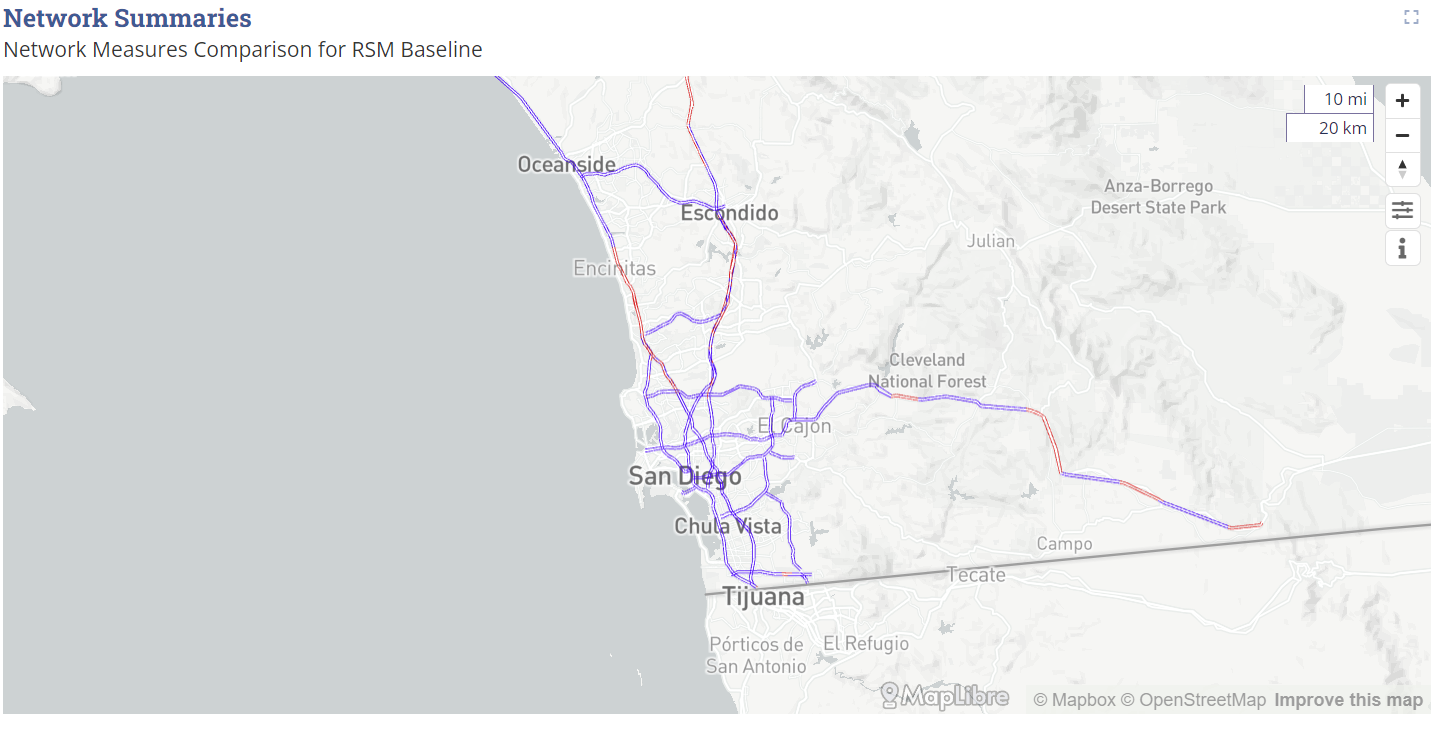 Network Summaries
Network Measures Comparison for RSM Baseline
10 mi
20 km
Oceanside
Escondido
Anza-Borrego
Desert State Park
Julian
Encinitas
Cleveland
National Forest
El Cajon
San Diego
Chula Vista
Campo
Tecate
Tijuana
Pórticos de
San Antonio
El Refugio
MapLibre
© Mapbox © OpenStreetMap Improve this map